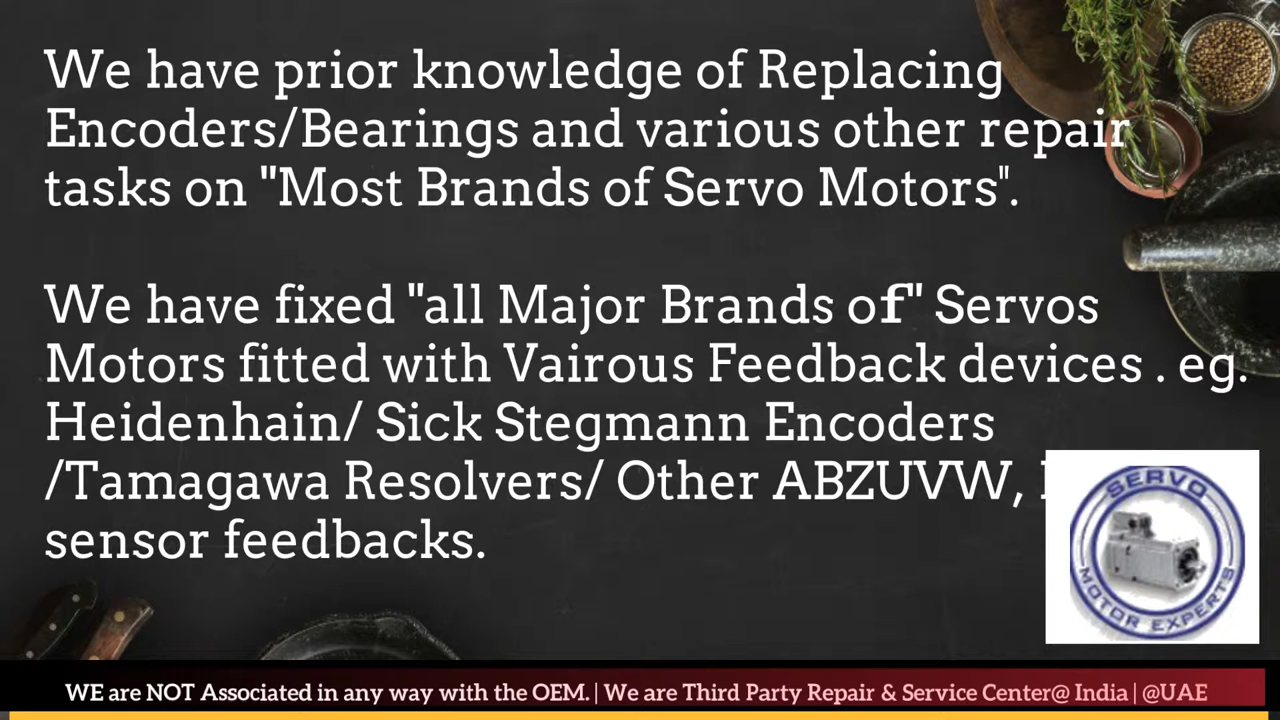 We have prior knowledge of Replacing
Encoders/Bearings and various other repair
tasks on "Most Brands of Servo Motors".
We have fixed "all Major Brands of" Servos
Motors fitted with Vairous Feedback devices . eg.
Heidenhain/ Sick Stegmann Encoders
/Tamagawa Resolvers/ Other ABZUVW,
sensor feedbacks.
SERVO
MOTOR EXPERTS
WE are NOT Associated in any way with the OEM. | We are Third Party Repair & Service Center@ India | @UAE